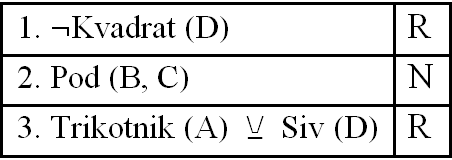 1. ¬Kvadrat (D) R
2. Pod (B, C) N
3. Trikotnik (A) ⊻ Siv (D) R